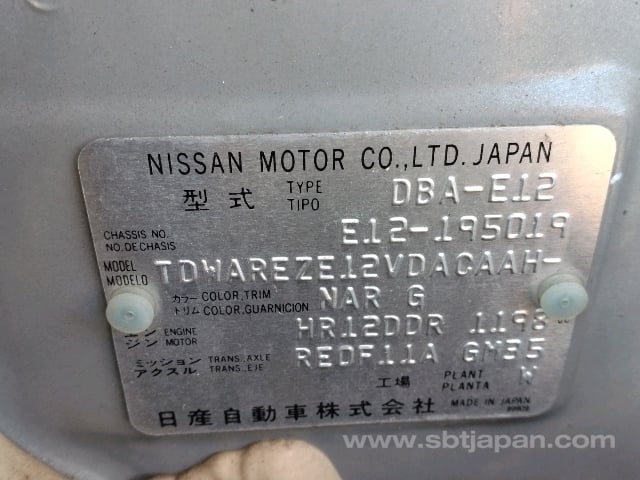 NISSAN MOTOR CO.,LTD. JAPAN
型式 TYPE TIPO DBA-E12
CHASSIS NO. NO. DE CHASIS E12-195019
MODEL MODELO TDWAREZE12VDACAAH-
カラー COLOR,TRIM トリム COLOR,GUARNICION NAR G
エンジン ENGINE MOTOR HR12DDR 1198 cc
ミッション TRANS.,AXLE アクスル TRANS.,EJE RE0F11A GM35
工場 PLANT PLANTA W
日産自動車株式会社 MADE IN JAPAN
www.sbtjapan.com